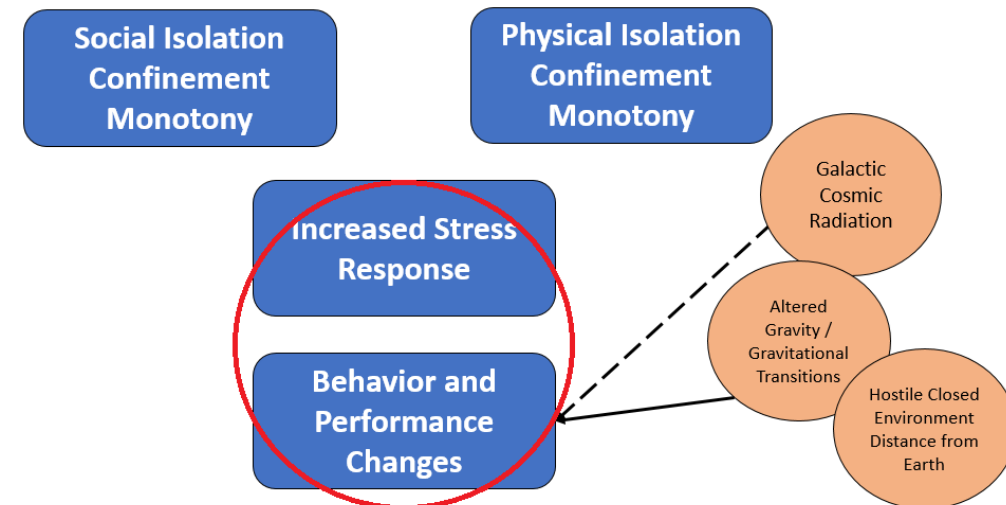 Social Isolation
Confinement
Monotony
Physical Isolation
Confinement
Monotony
Galactic
Cosmic
Radiation
Increased Stress
Response
Altered
Gravity /
Gravitational
Transitions
Behavior and
Performance
Changes
Hostile Closed
Environment
Distance from
Earth